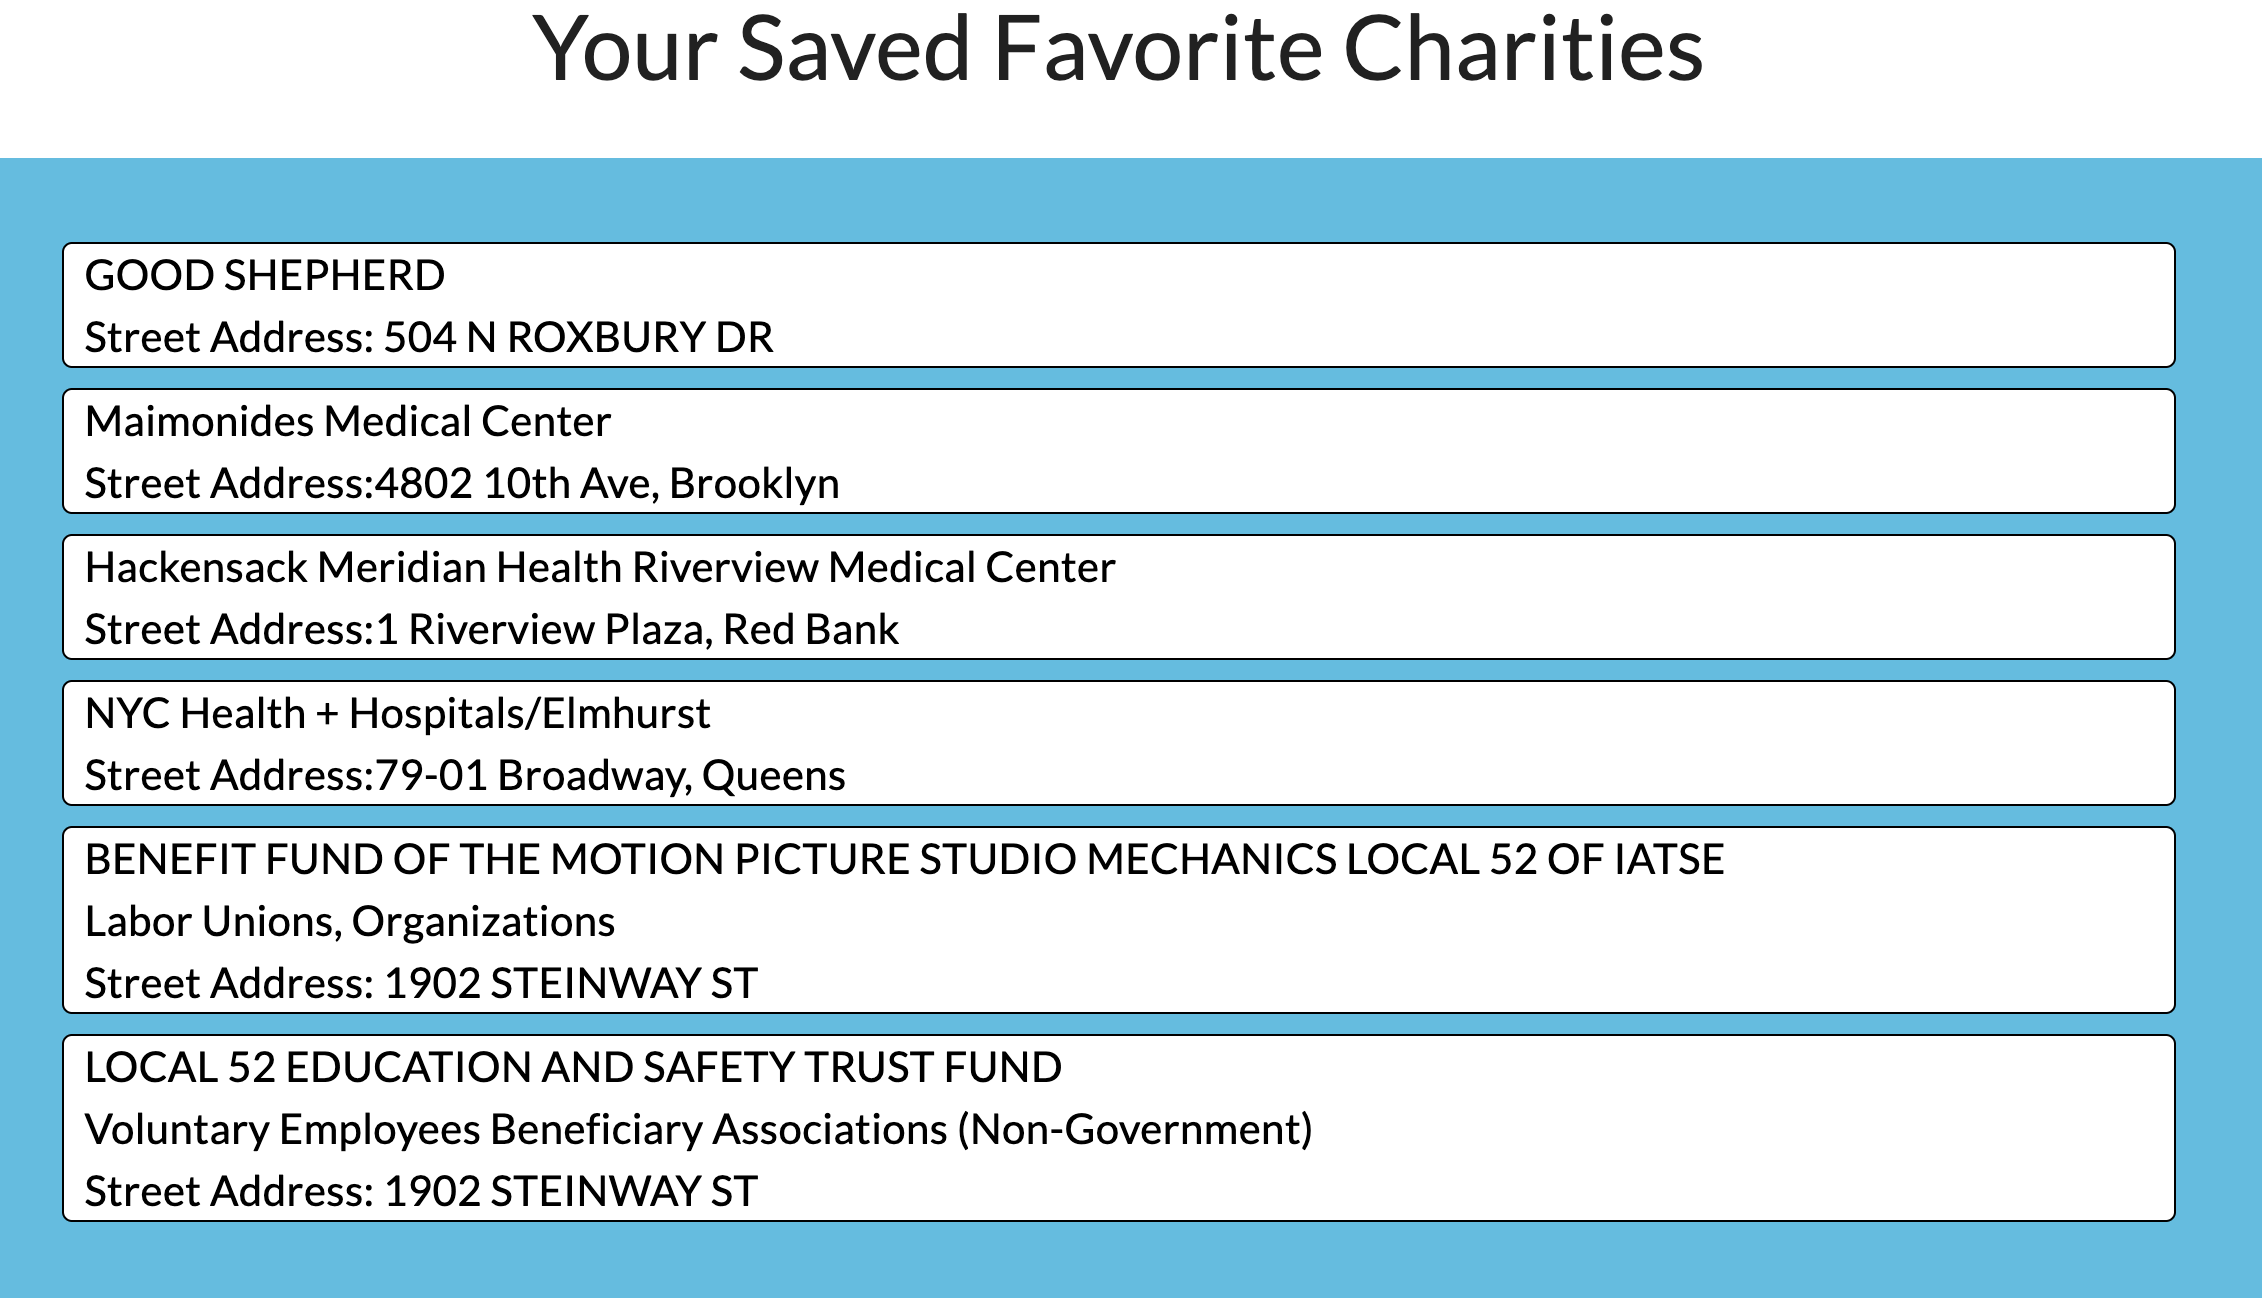 Your Saved Favorite Charities
GOOD SHEPHERD
Street Address: 504 N ROXBURY DR
Maimonides Medical Center
Street Address:4802 10th Ave, Brooklyn
Hackensack Meridian Health Riverview Medical Center
Street Address:1 Riverview Plaza, Red Bank
NYC Health + Hospitals/Elmhurst
Street Address:79-01 Broadway, Queens
BENEFIT FUND OF THE MOTION PICTURE STUDIO MECHANICS LOCAL 52 OF IATSE
Labor Unions, Organizations
Street Address: 1902 STEINWAY ST
LOCAL 52 EDUCATION AND SAFETY TRUST FUND
Voluntary Employees Beneficiary Associations (Non-Government)
Street Address: 1902 STEINWAY ST